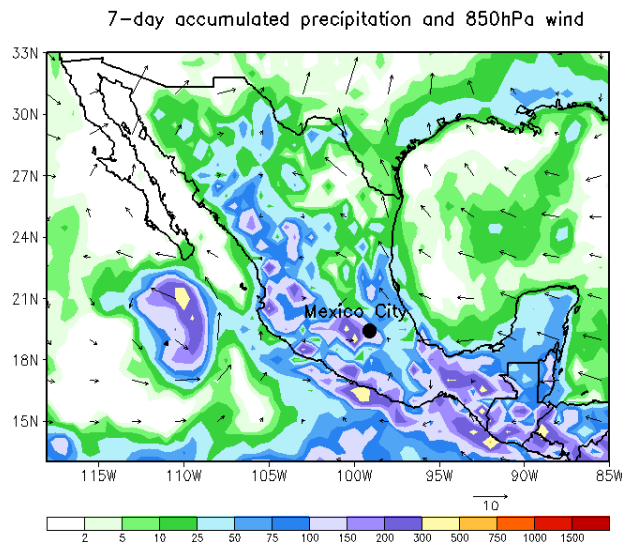 7-day accumulated precipitation and 850hPa wind
33N
30N
27N
24N
21N
Mexico City
18N
15N
115W 110W 105W 100W 95W 90W 85W
10
2 5 10 25 50 75 100 150 200 300 500 750 1000 1500